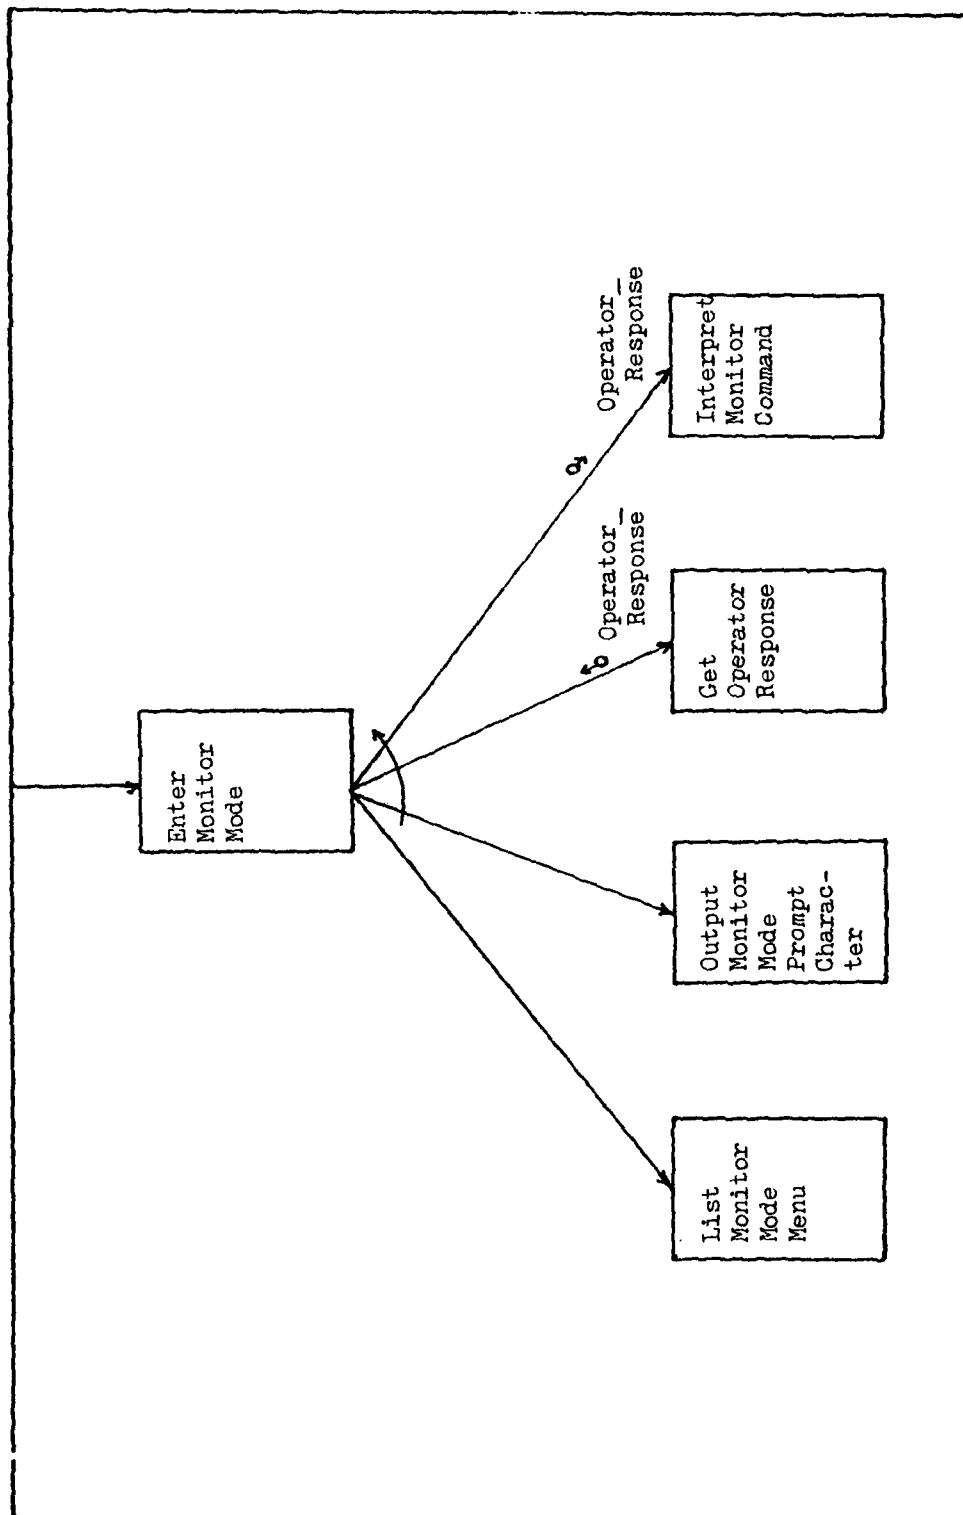 Enter
Monitor
Mode
List
Monitor
Mode
Menu
Output
Monitor
Mode
Prompt
Charac-
ter
Operator_
Response
Get
Operator
Response
Operator_
Response
Interpret
Monitor
Command